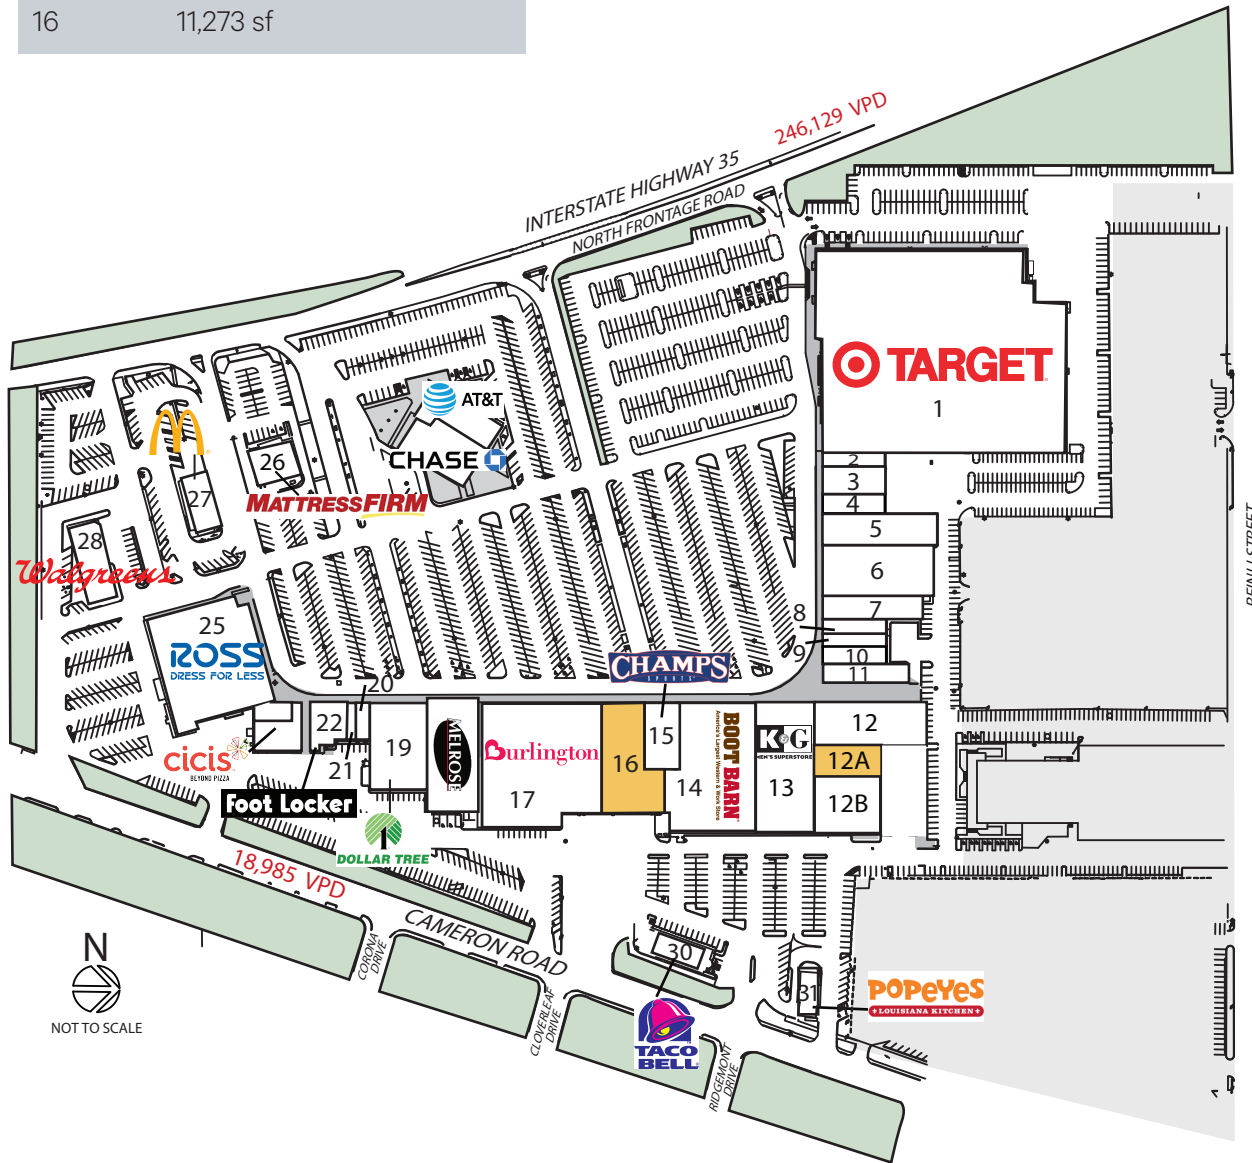 16 11,273 sf
246,129 VPD
INTERSTATE HIGHWAY 35
NORTH FRONTAGE ROAD
TARGET
1
AT&T
CHASE
26
MATTRESSFIRM
27
28
Walgreens
2
3
4
5
6
7
8
9
10
11
25
ROSS
DRESS FOR LESS
CHAMPS
SPORTS
20
22
21
19
MELROSE
Burlington
17
16
15
14
BOOT BARN
America's Largest Western & Work Store
K&G
MEN'S SUPERSTORE
13
12
12A
12B
cicis
BEYOND PIZZA
Foot Locker
1
DOLLAR TREE
18,985 VPD
CAMERON ROAD
CORONA
DRIVE
CLOVERLEAF
DRIVE
RIDGEMONT
DRIVE
30
TACO
BELL
31
POPEYES
LOUISIANA KITCHEN
N
NOT TO SCALE